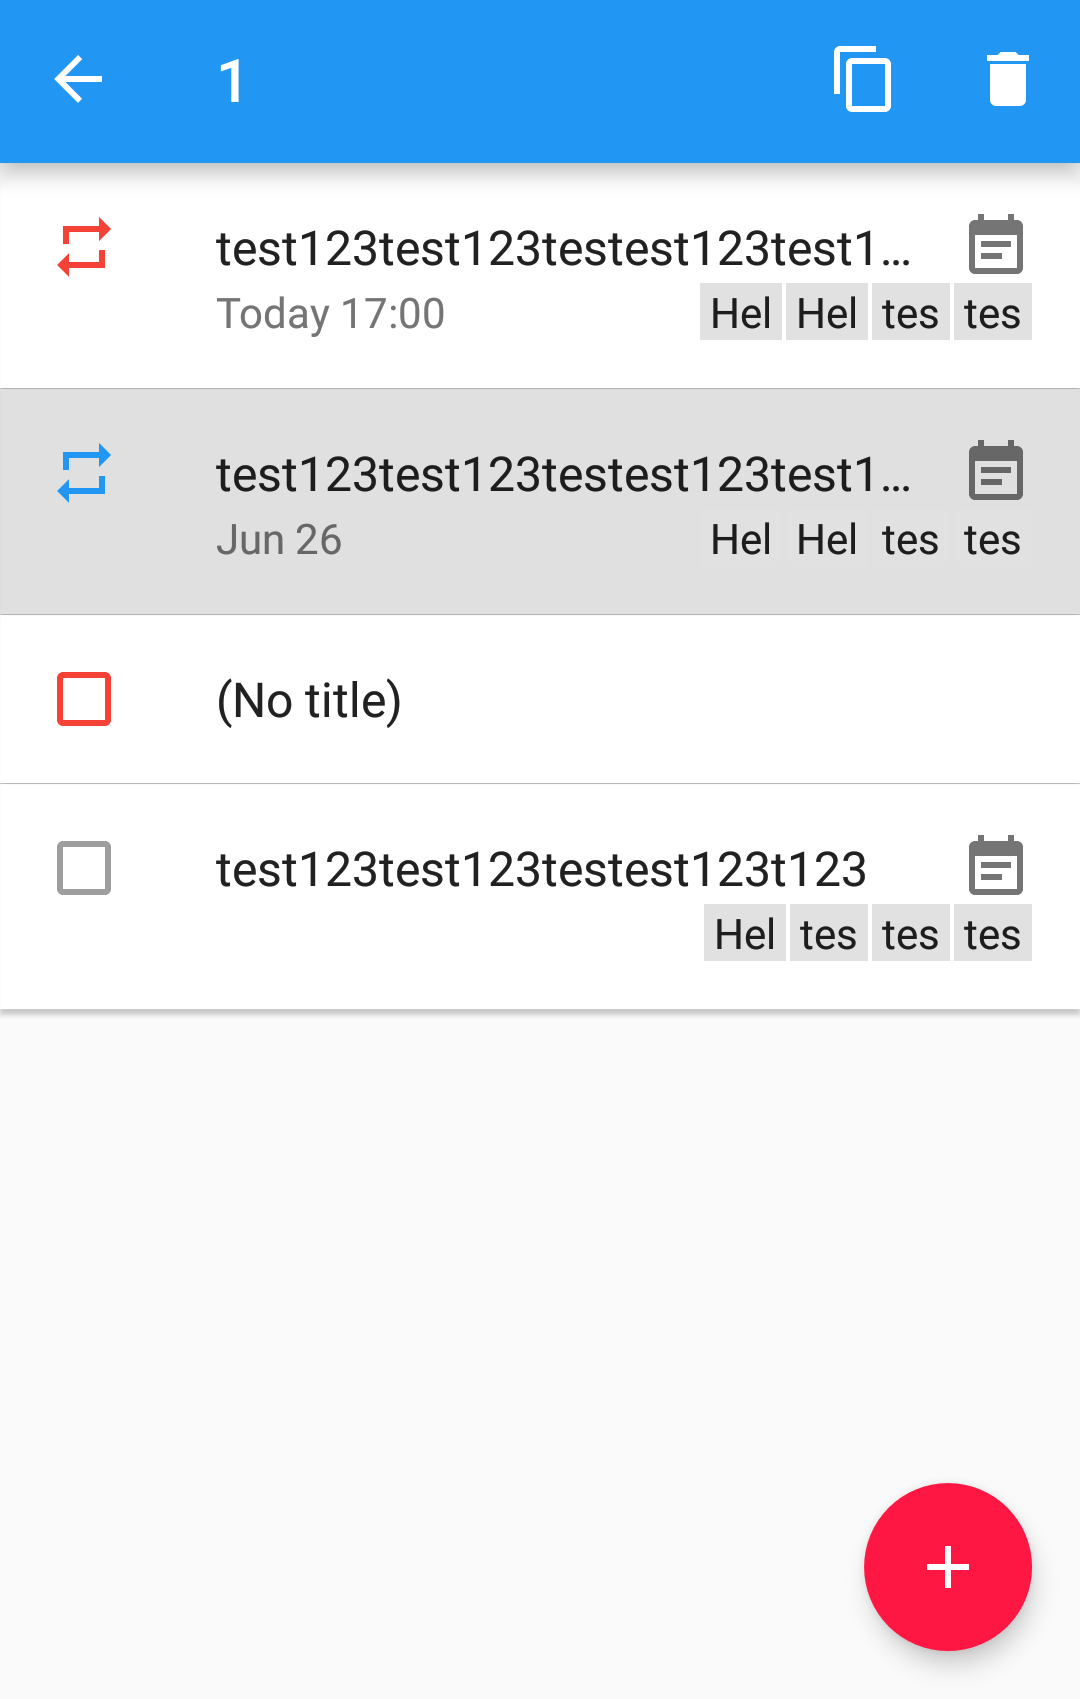 1
test123test123testest123test1...
Today 17:00 Hel Hel tes tes
test123test123testest123test1...
Jun 26 Hel Hel tes tes
(No title)
test123test123testest123t123
Hel tes tes tes